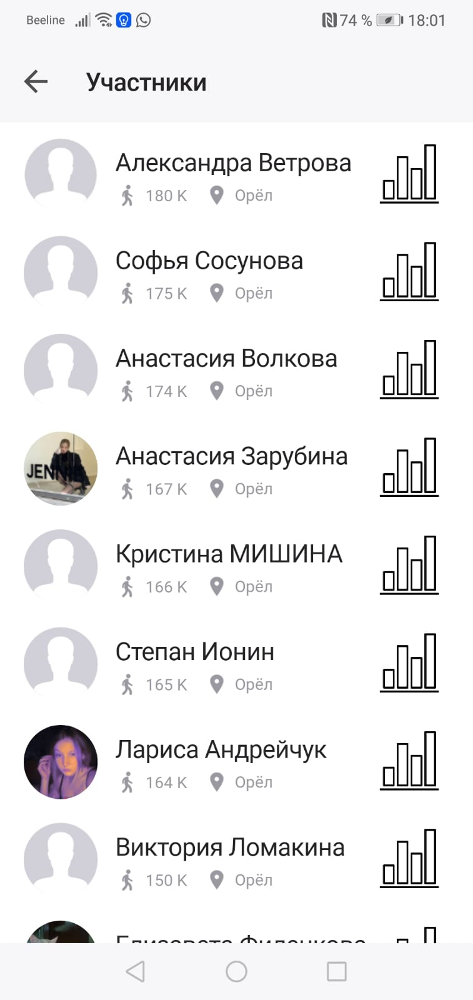 Beeline 74 % 18:01
Участники
Александра Ветрова
180 K Орёл
Софья Сосунова
175 K Орёл
Анастасия Волкова
174 K Орёл
JENNIE
Анастасия Зарубина
167 K Орёл
Кристина МИШИНА
166 K Орёл
Степан Ионин
165 K Орёл
Лариса Андрейчук
164 K Орёл
Виктория Ломакина
150 K Орёл
Елизавета